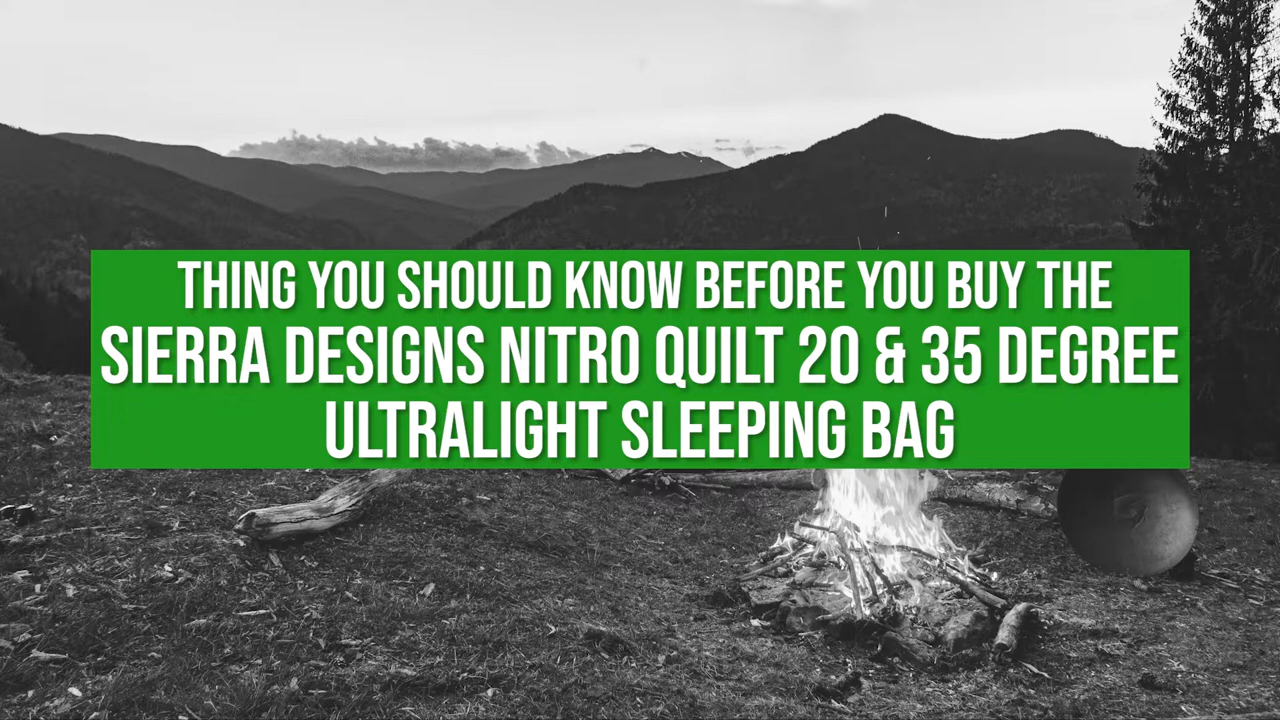 THING YOU SHOULD KNOW BEFORE YOU BUY THE
SIERRA DESIGNS NITRO QUILT 20 & 35 DEGREE
ULTRALIGHT SLEEPING BAG